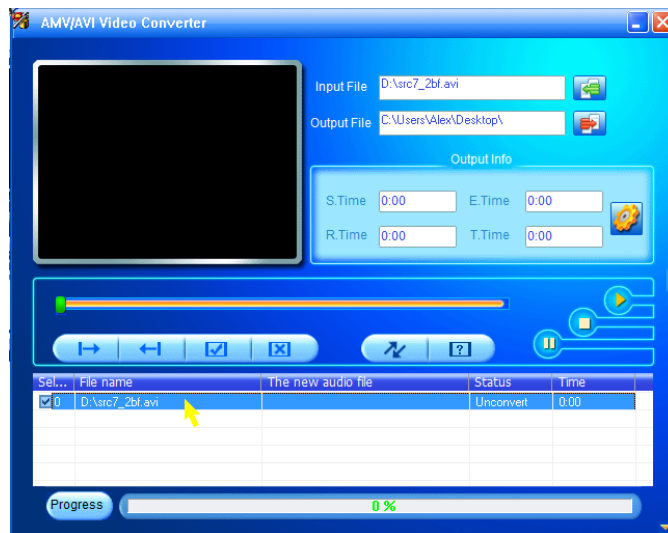 AMV/AVI Video Converter
Input File D:\src7_2bf.avi
Output File C:\Users\Alex\Desktop\
Output Info
S.Time 0:00 E.Time 0:00
R.Time 0:00 T.Time 0:00
Sel... File name The new audio file Status Time
0 D:\src7_2bf.avi Unconvert 0:00
Progress 0 %